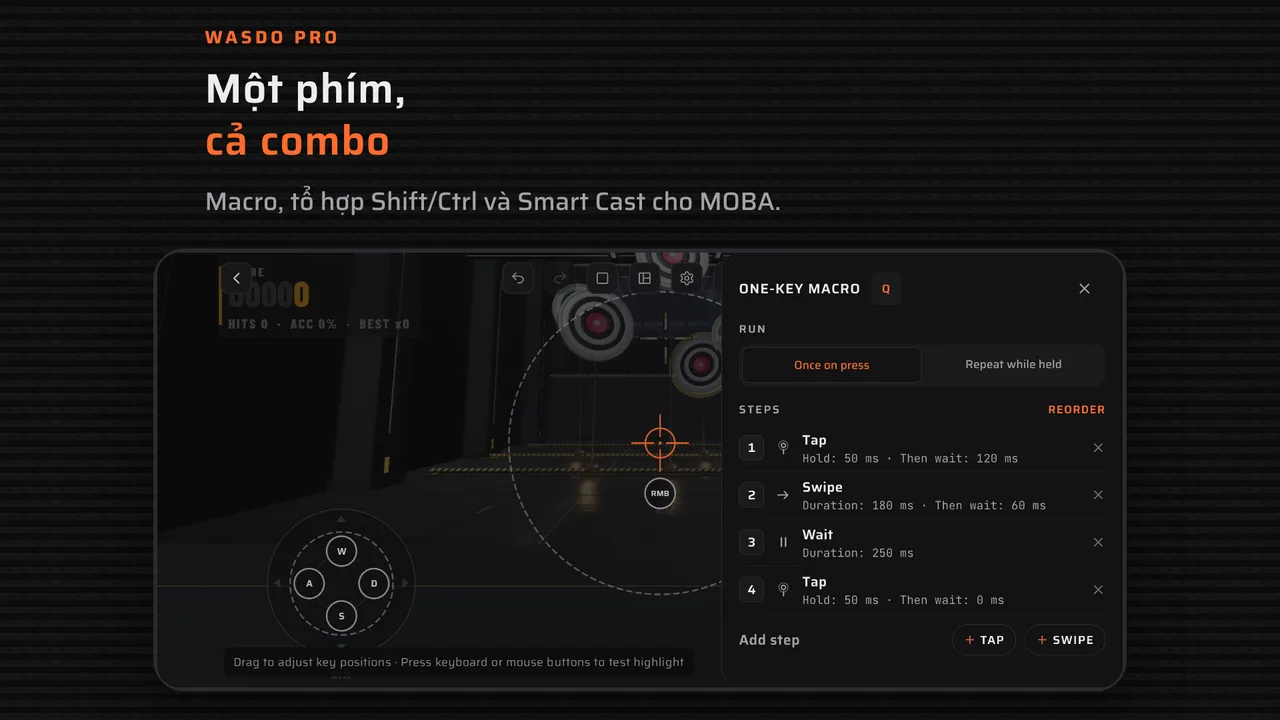 WASDO PRO
Một phím,
cả combo
Macro, tổ hợp Shift/Ctrl và Smart Cast cho MOBA.
HITS 0 · ACC 0% · BEST x0
ONE-KEY MACRO Q
RUN
Once on press Repeat while held
STEPS REORDER
1 Tap
Hold: 50 ms · Then wait: 120 ms
2 Swipe
Duration: 180 ms · Then wait: 60 ms
3 Wait
Duration: 250 ms
4 Tap
Hold: 50 ms · Then wait: 0 ms
Add step + TAP + SWIPE
RMB
W
A D
S
Drag to adjust key positions · Press keyboard or mouse buttons to test highlight